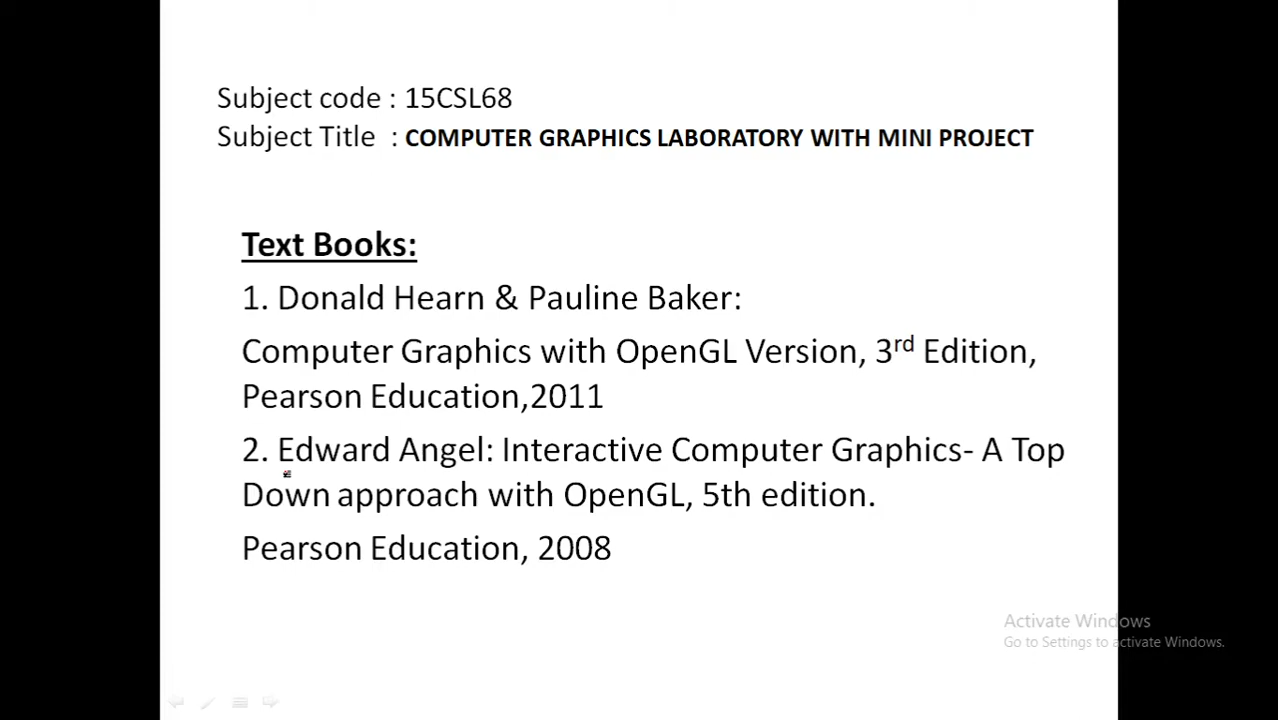 Subject code : 15CSL68
Subject Title : COMPUTER GRAPHICS LABORATORY WITH MINI PROJECT
Text Books:
1. Donald Hearn & Pauline Baker:
Computer Graphics with OpenGL Version, 3rd Edition,
Pearson Education,2011
2. Edward Angel: Interactive Computer Graphics- A Top
Down approach with OpenGL, 5th edition.
Pearson Education, 2008
Activate Windows
Go to Settings to activate Windows.